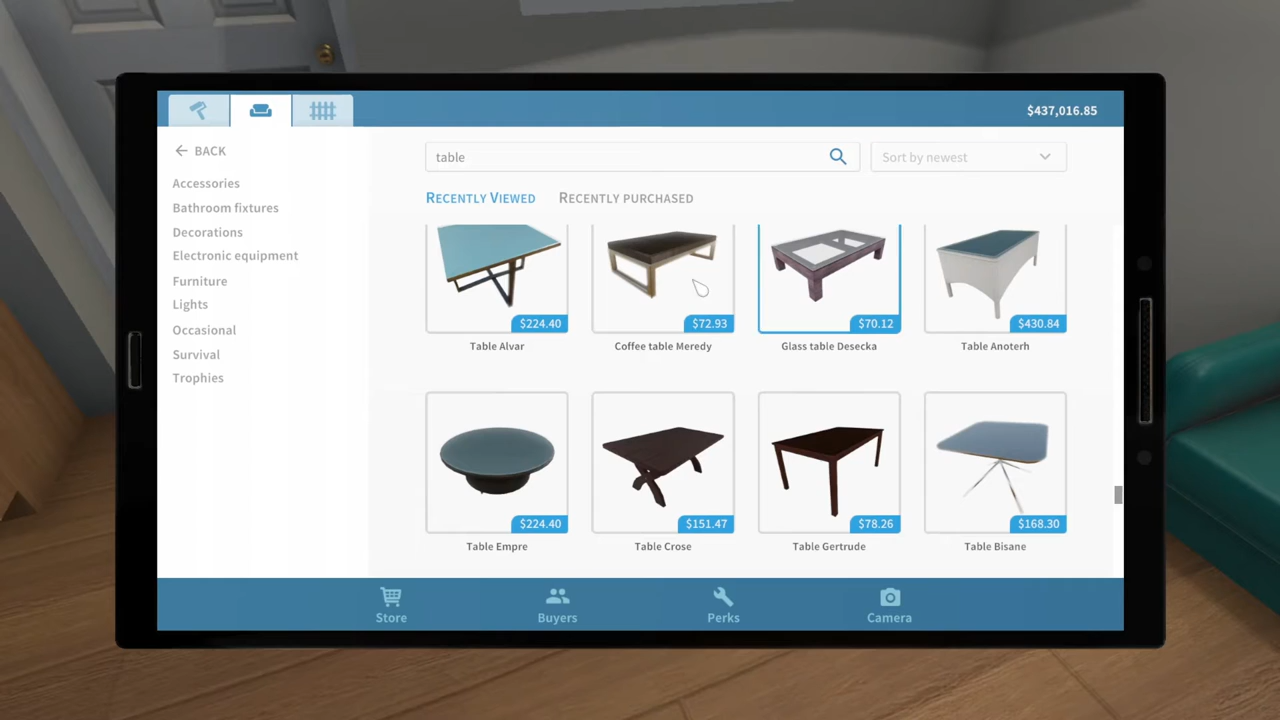 $437,016.85
BACK
table
Sort by newest
Accessories
Bathroom fixtures
Decorations
Electronic equipment
Furniture
Lights
Occasional
Survival
Trophies
RECENTLY VIEWED
RECENTLY PURCHASED
$224.40
$72.93
$70.12
$430.84
Table Alvar
Coffee table Meredy
Glass table Desecka
Table Anoterh
$224.40
$151.47
$78.26
$168.30
Table Empre
Table Crose
Table Gertrude
Table Bisane
Store
Buyers
Perks
Camera